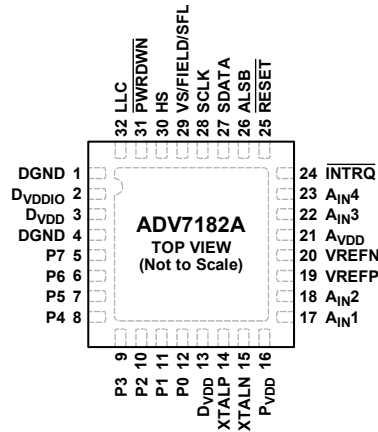 32 LLC
31 PWRDWN
30 HS
29 VS/FIELD/SFL
28 SCLK
27 SDATA
26 ALSB
25 RESET
DGND 1
DVDDIO 2
DVDD 3
DGND 4
P7 5
P6 6
P5 7
P4 8
ADV7182A
TOP VIEW
(Not to Scale)
24 INTRQ
23 AIN4
22 AIN3
21 AVDD
20 VREFN
19 VREFP
18 AIN2
17 AIN1
P3 9
P2 10
P1 11
P0 12
DVDD 13
XTALP 14
XTALN 15
PVDD 16